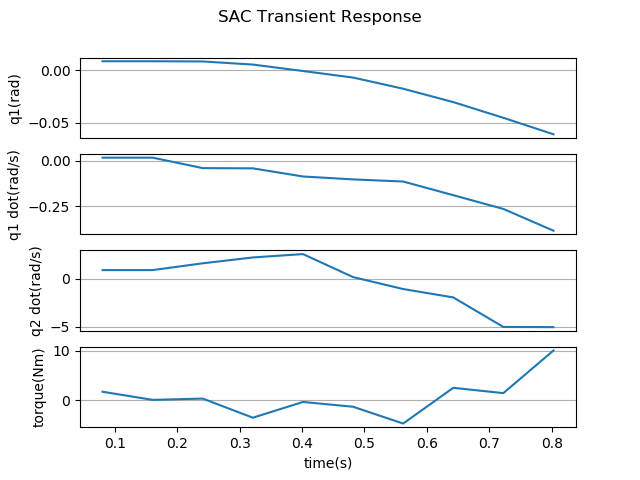 SAC Transient Response
0.00
−0.05
q1(rad)
0.00
−0.25
q1 dot(rad/s)
0
−5
q2 dot(rad/s)
10
0
torque(Nm)
0.1 0.2 0.3 0.4 0.5 0.6 0.7 0.8
time(s)